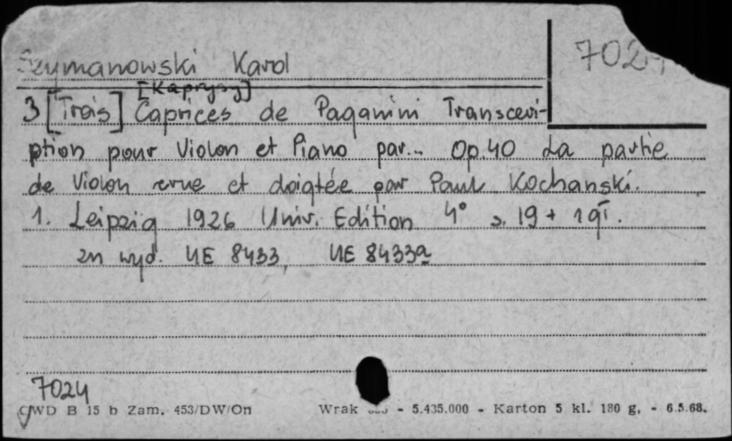 Szymanowski Karol
702
[Kaprysy]
3 [Trois] Caprices de Paganini Transcri-
ption pour Violon et Piano par... Op. 40 La partie
de Violon revue et doigtée par Paul Kochański.
1. Leipzig 1926 Univ. Edition 4° s. 19 + 1 gł.
zn wyd. UE 8433, UE 8433a
7024
CWD B 15 b Zam. 453/DW/On Wrak - 5.435.000 - Karton 5 kl. 180 g. - 6.5.68.